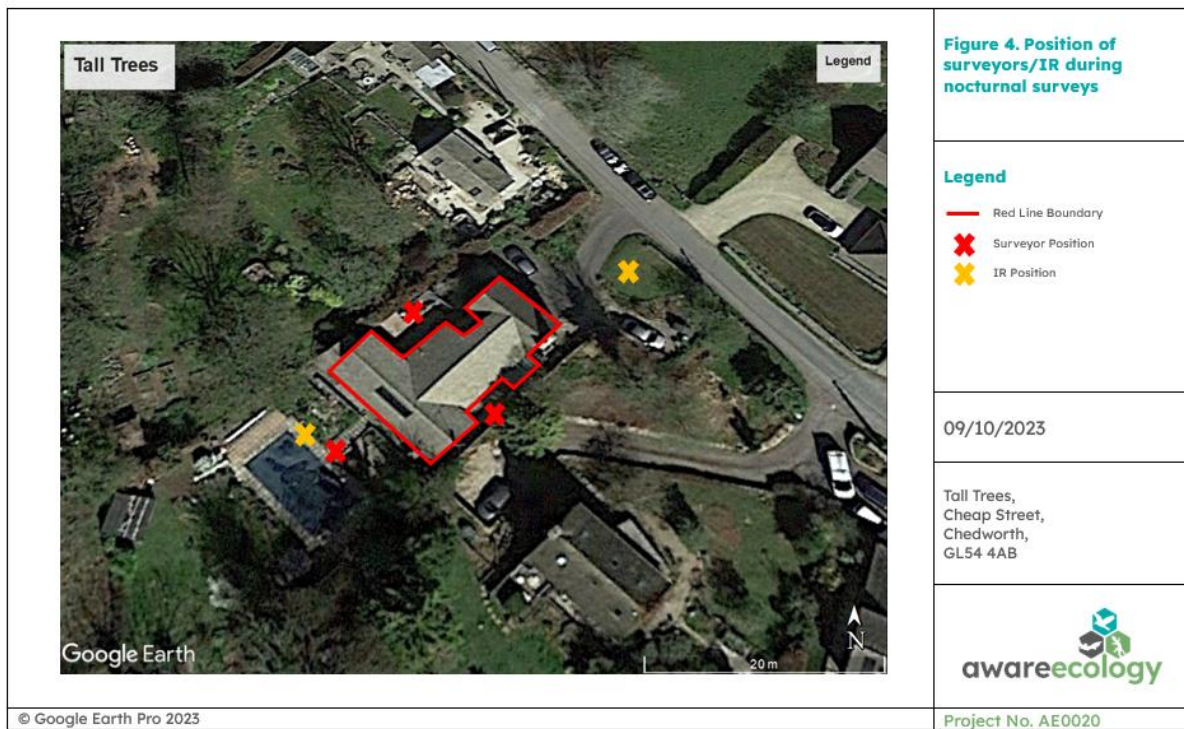 Tall Trees
Legend
N
20 m
Google Earth
Figure 4. Position of
surveyors/IR during
nocturnal surveys
Legend
Red Line Boundary
Surveyor Position
IR Position
09/10/2023
Tall Trees,
Cheap Street,
Chedworth,
GL54 4AB
awareecology
© Google Earth Pro 2023
Project No. AE0020